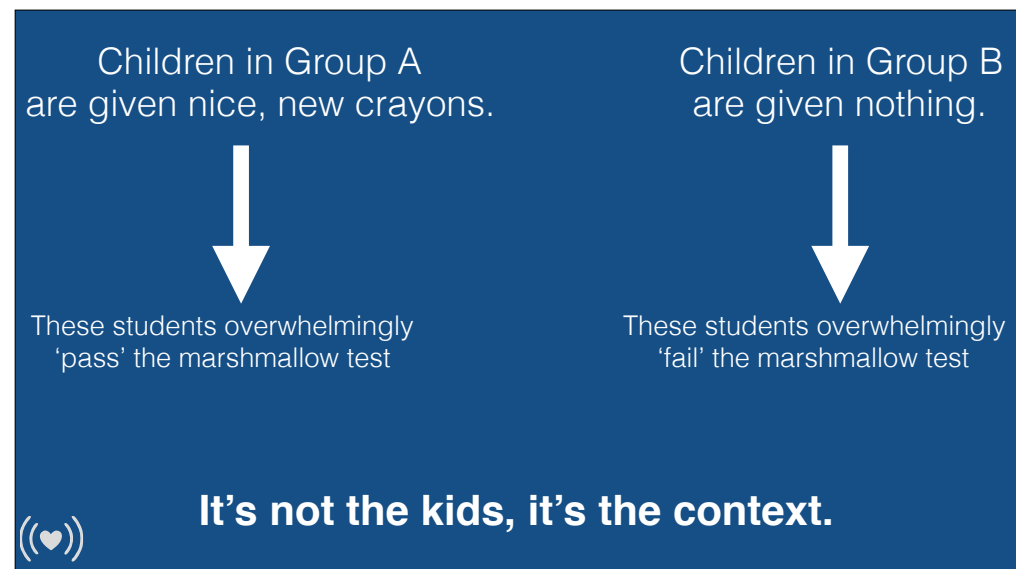 Children in Group A
are given nice, new crayons.
Children in Group B
are given nothing.
These students overwhelmingly
‘pass’ the marshmallow test
These students overwhelmingly
‘fail’ the marshmallow test
It’s not the kids, it’s the context.